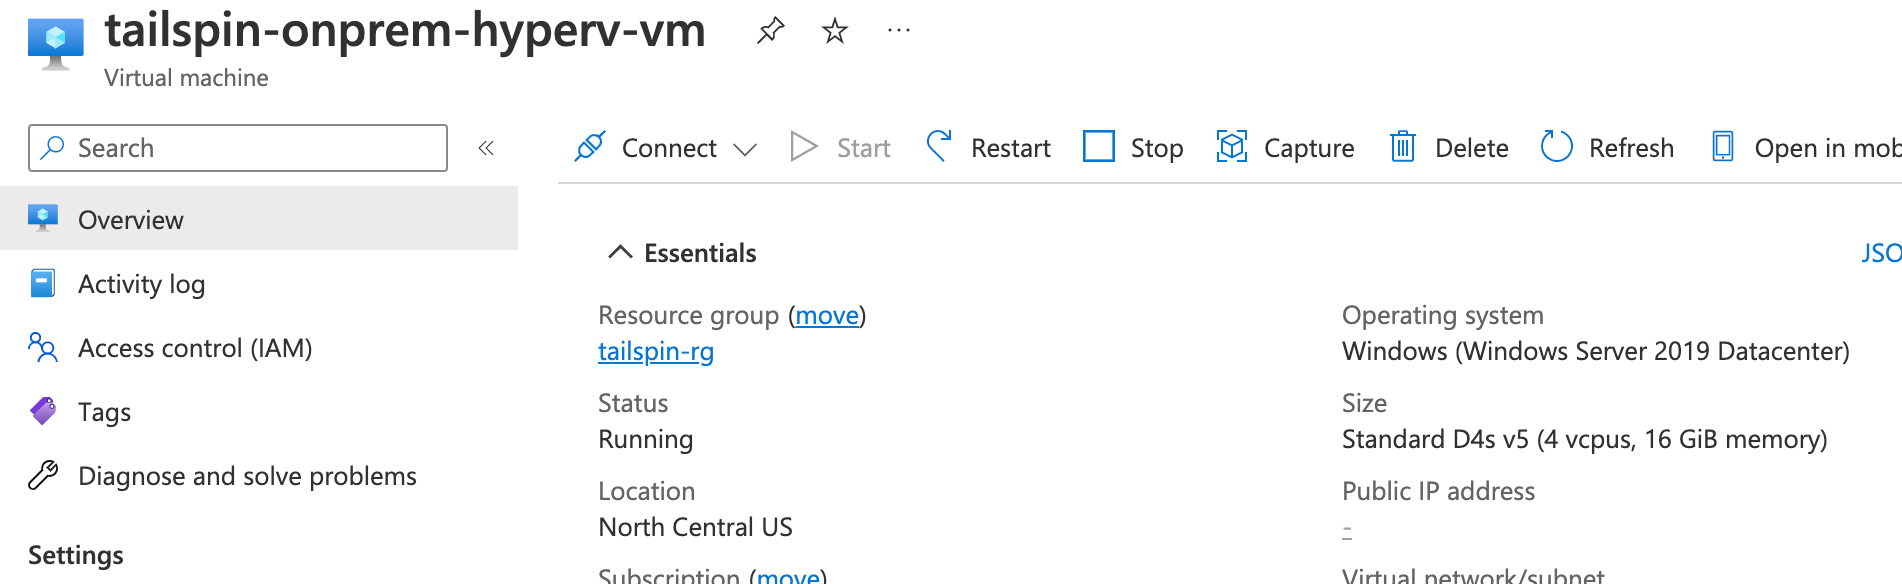 tailspin-onprem-hyperv-vm
Virtual machine
Search
Connect Start Restart Stop Capture Delete Refresh Open in mob
Overview
Activity log
Access control (IAM)
Tags
Diagnose and solve problems
Settings
Essentials
JSO
Resource group (move)
tailspin-rg
Status
Running
Location
North Central US
Subscription (move)
Operating system
Windows (Windows Server 2019 Datacenter)
Size
Standard D4s v5 (4 vcpus, 16 GiB memory)
Public IP address
-
Virtual network/subnet